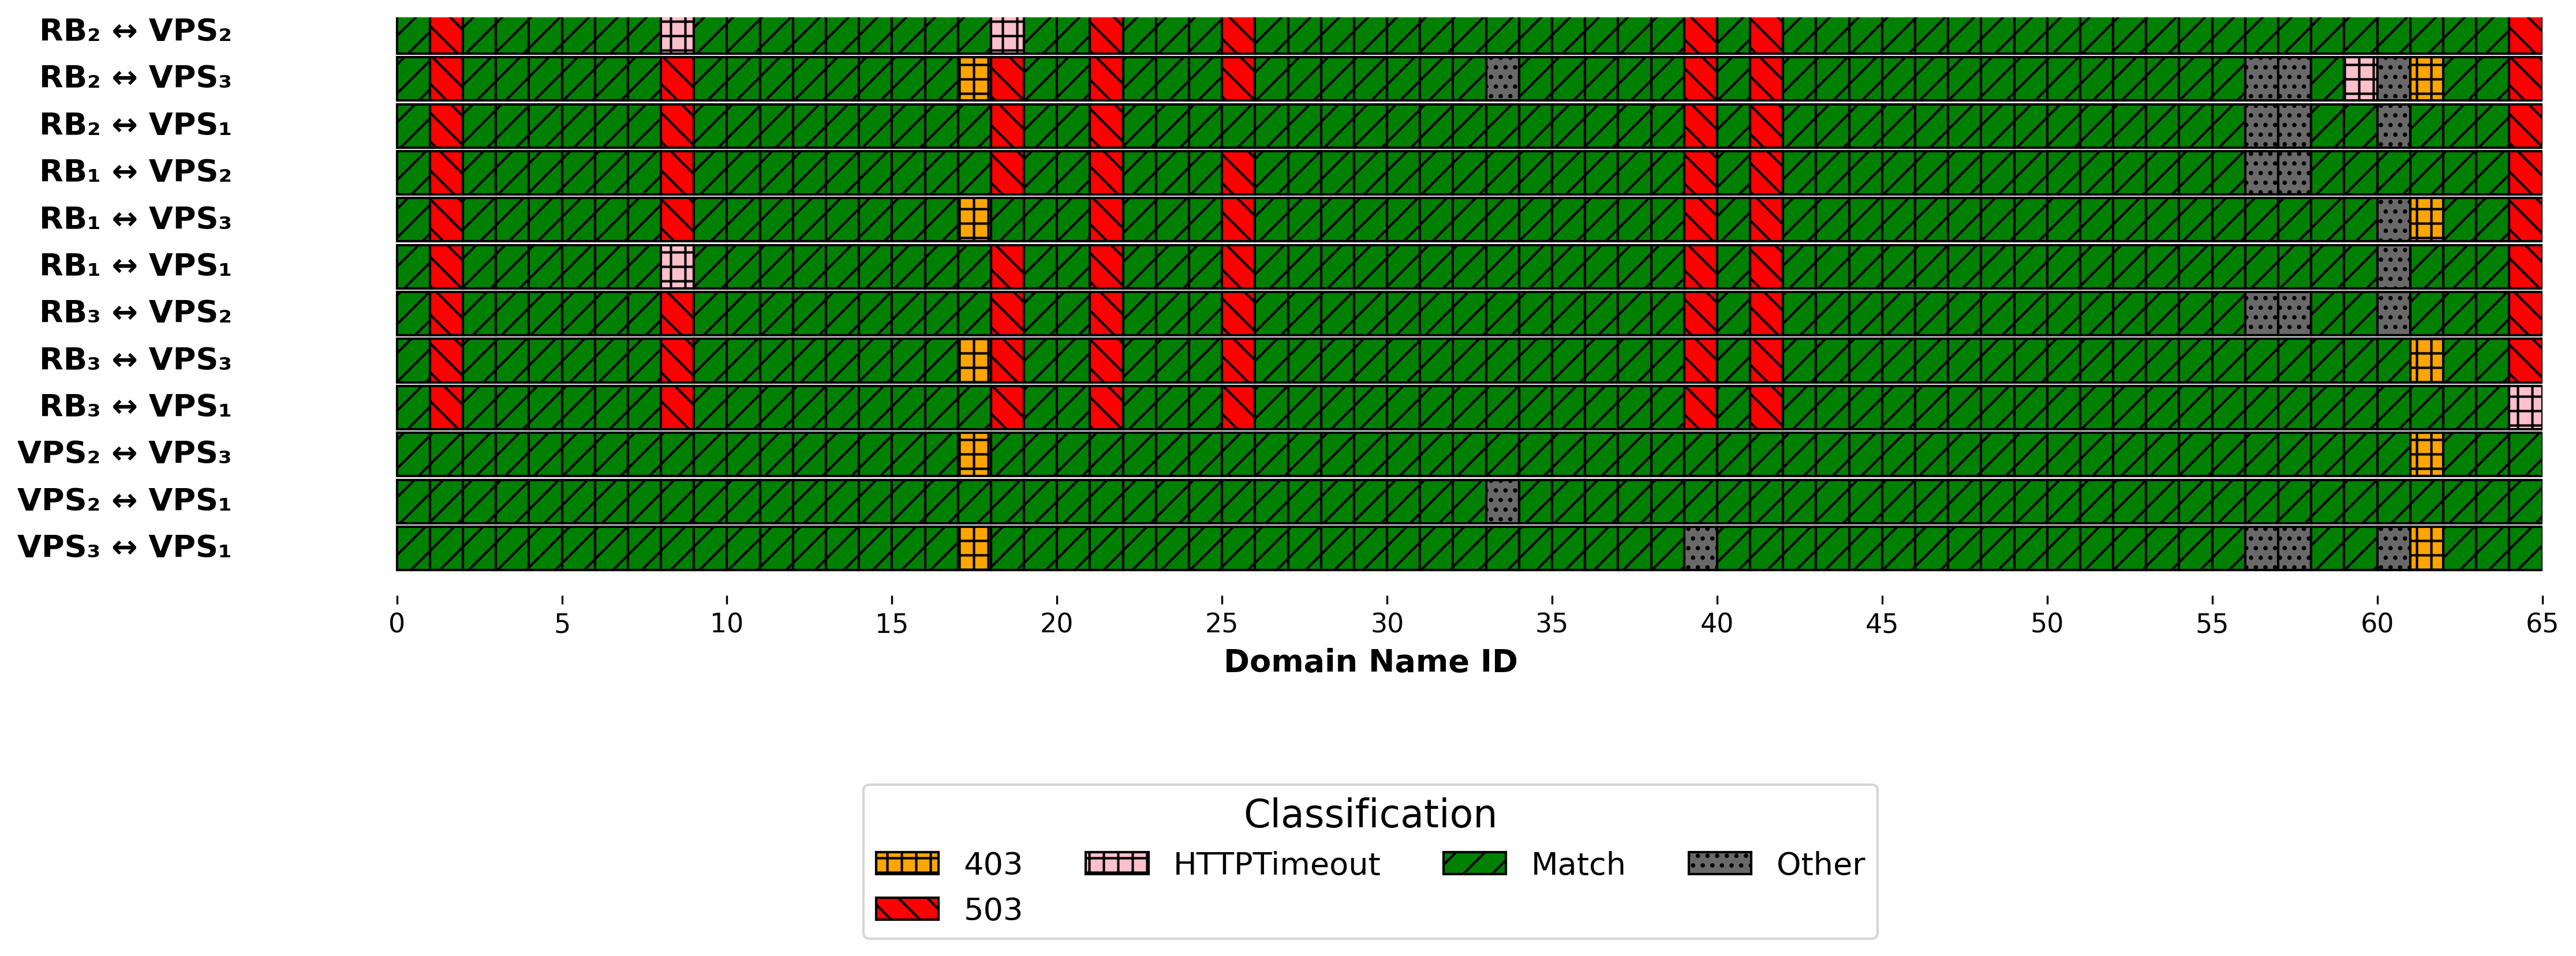 RB₂ ↔ VPS₂
RB₂ ↔ VPS₃
RB₂ ↔ VPS₁
RB₁ ↔ VPS₂
RB₁ ↔ VPS₃
RB₁ ↔ VPS₁
RB₃ ↔ VPS₂
RB₃ ↔ VPS₃
RB₃ ↔ VPS₁
VPS₂ ↔ VPS₃
VPS₂ ↔ VPS₁
VPS₃ ↔ VPS₁
0 5 10 15 20 25 30 35 40 45 50 55 60 65
Domain Name ID
Classification
403 HTTPTimeout Match Other
503